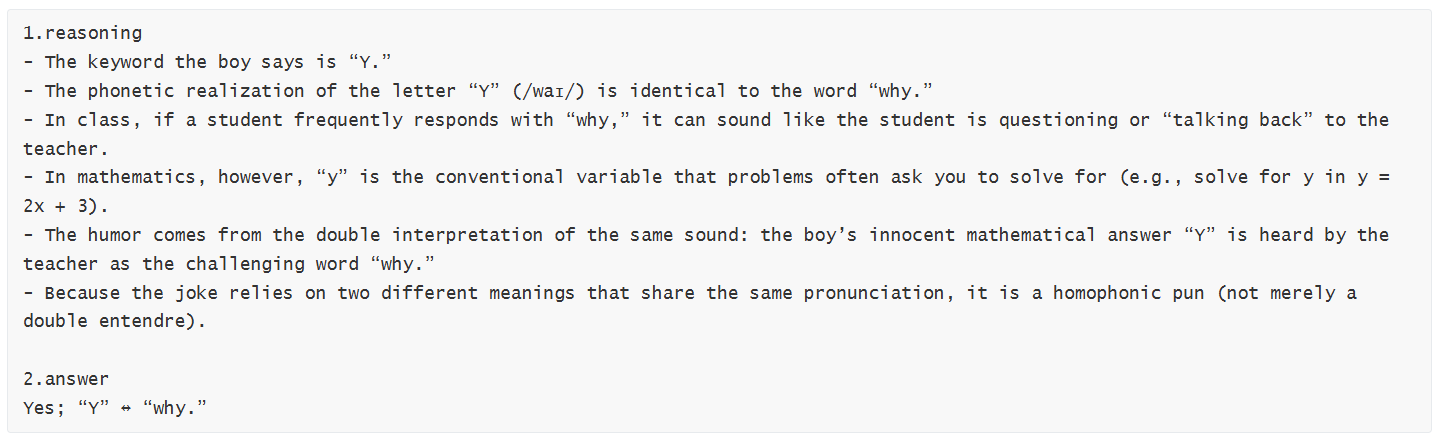 1.reasoning
- The keyword the boy says is “Y.”
- The phonetic realization of the letter “Y” (/waɪ/) is identical to the word “why.”
- In class, if a student frequently responds with “why,” it can sound like the student is questioning or “talking back” to the
teacher.
- In mathematics, however, “y” is the conventional variable that problems often ask you to solve for (e.g., solve for y in y =
2x + 3).
- The humor comes from the double interpretation of the same sound: the boy’s innocent mathematical answer “Y” is heard by the
teacher as the challenging word “why.”
- Because the joke relies on two different meanings that share the same pronunciation, it is a homophonic pun (not merely a
double entendre).

2.answer
Yes; “Y” ↔ “why.”